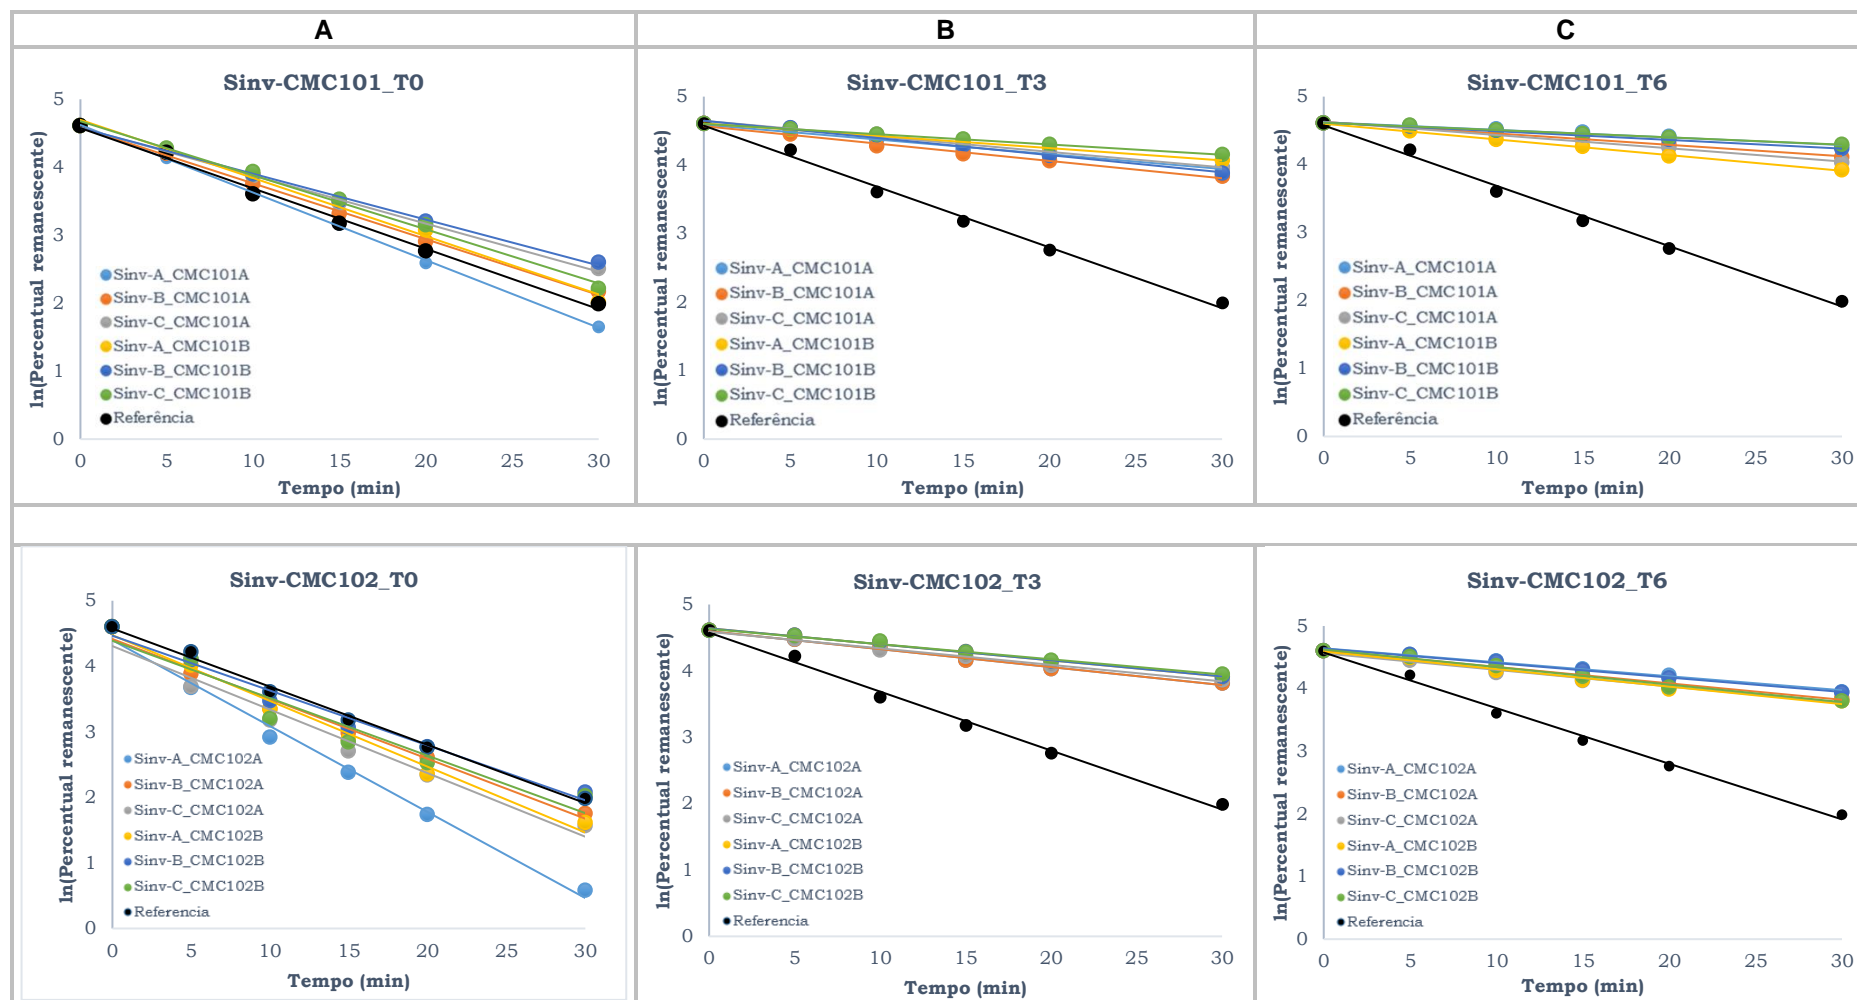 A
B
C
Sinv-CMC101_T0
ln(Percentual remanescente)
5
4
3
2
1
0
Sinv-A_CMC101A
Sinv-B_CMC101A
Sinv-C_CMC101A
Sinv-A_CMC101B
Sinv-B_CMC101B
Sinv-C_CMC101B
Referência
0 5 10 15 20 25 30
Tempo (min)
Sinv-CMC101_T3
ln(Percentual remanescente)
5
4
3
2
1
0
Sinv-A_CMC101A
Sinv-B_CMC101A
Sinv-C_CMC101A
Sinv-A_CMC101B
Sinv-B_CMC101B
Sinv-C_CMC101B
Referência
0 5 10 15 20 25 30
Tempo (min)
Sinv-CMC101_T6
ln(Percentual remanescente)
5
4
3
2
1
0
Sinv-A_CMC101A
Sinv-B_CMC101A
Sinv-C_CMC101A
Sinv-A_CMC101B
Sinv-B_CMC101B
Sinv-C_CMC101B
Referência
0 5 10 15 20 25 30
Tempo (min)
Sinv-CMC102_T0
ln(Percentual remanescente)
5
4
3
2
1
0
Sinv-A_CMC102A
Sinv-B_CMC102A
Sinv-C_CMC102A
Sinv-A_CMC102B
Sinv-B_CMC102B
Sinv-C_CMC102B
Referencia
0 5 10 15 20 25 30
Tempo (min)
Sinv-CMC102_T3
ln(Percentual remanescente)
5
4
3
2
1
0
Sinv-A_CMC102A
Sinv-B_CMC102A
Sinv-C_CMC102A
Sinv-A_CMC102B
Sinv-B_CMC102B
Sinv-C_CMC102B
Referencia
0 5 10 15 20 25 30
Tempo (min)
Sinv-CMC102_T6
ln(Percentual remanescente)
5
4
3
2
1
0
Sinv-A_CMC102A
Sinv-B_CMC102A
Sinv-C_CMC102A
Sinv-A_CMC102B
Sinv-B_CMC102B
Sinv-C_CMC102B
Referencia
0 5 10 15 20 25 30
Tempo (min)